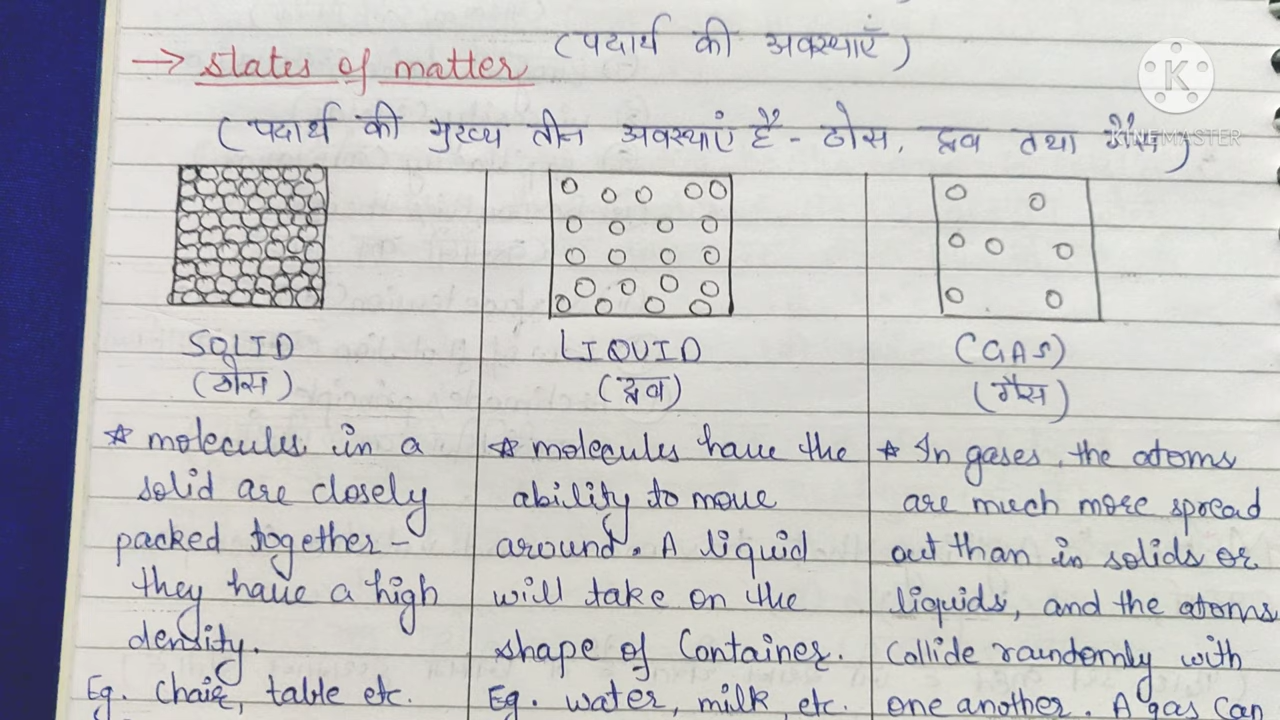 (पदार्थ की अवस्थाएँ)
→ States of matter
(पदार्थ की मुख्य तीन अवस्थाएं हैं - ठोस, द्रव तथा गैस)
K
KINEMASTER
SOLID
(ठोस)
☆ molecules in a
solid are closely
packed together -
they have a high
density.
Eg. Chair, table etc.
LIQUID
(द्रव)
☆ molecules have the
ability to move
around. A liquid
will take on the
shape of Container.
Eg. water, milk, etc.
(GAS)
(गैस)
☆ In gases, the atoms
are much more spread
out than in solids or
liquids, and the atoms
Collide randomly with
one another. A gas can